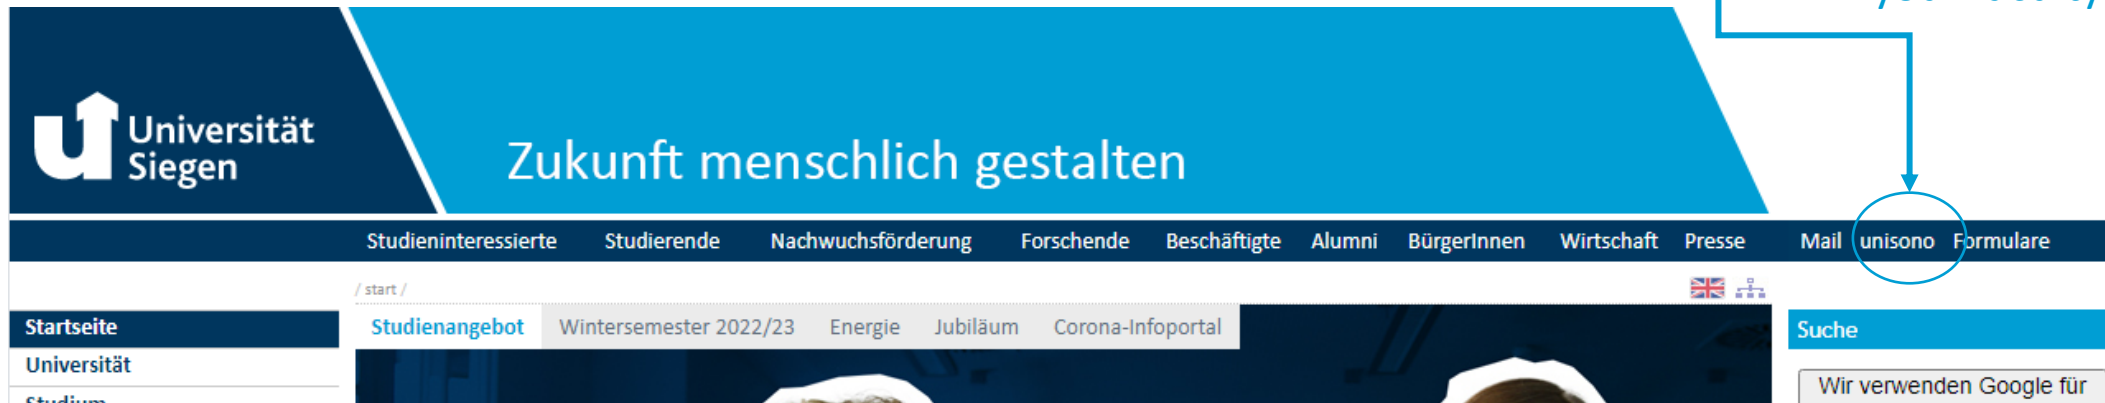 Universität
Siegen
Zukunft menschlich gestalten
Studieninteressierte Studierende Nachwuchsförderung Forschende Beschäftigte Alumni BürgerInnen Wirtschaft Presse Mail unisono Formulare
/ start /
Startseite
Studienangebot Wintersemester 2022/23 Energie Jubiläum Corona-Infoportal
Suche
Universität
Wir verwenden Google für